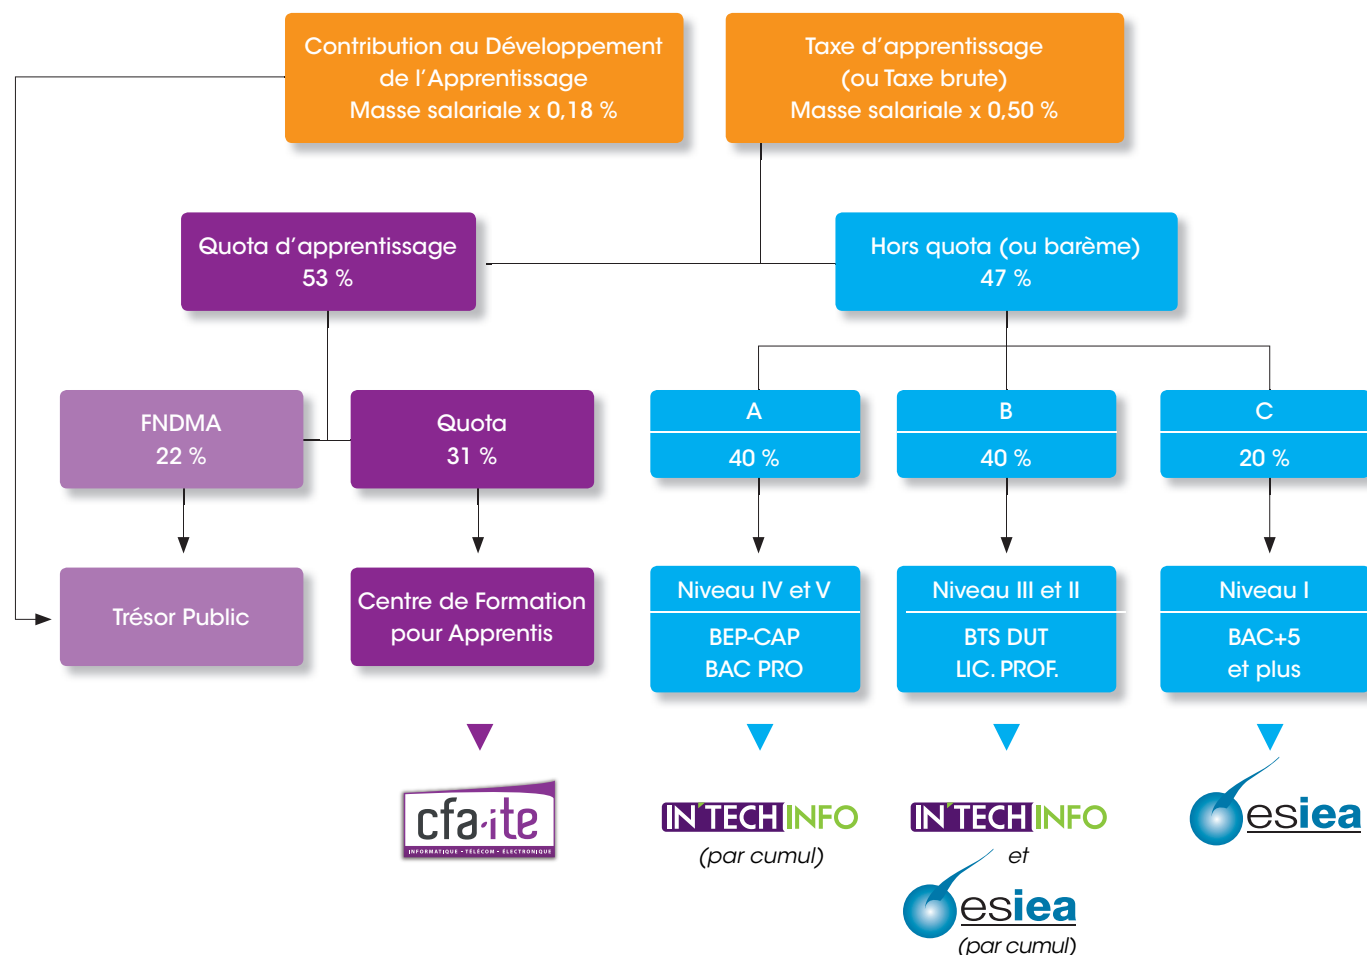 Contribution au Développement
de l'Apprentissage
Masse salariale x 0,18 %
Taxe d'apprentissage
(ou Taxe brute)
Masse salariale x 0,50 %
Quota d'apprentissage
53 %
Hors quota (ou barème)
47 %
FNDMA
22 %
Quota
31 %
A
40 %
B
40 %
C
20 %
Trésor Public
Centre de Formation
pour Apprentis
Niveau IV et V
BEP-CAP
BAC PRO
Niveau III et II
BTS DUT
LIC. PROF.
Niveau I
BAC+5
et plus
cfa-ite
INFORMATIQUE • TÉLÉCOM • ÉLECTRONIQUE
IN'TECH INFO
(par cumul)
IN'TECH INFO
et
esiea
(par cumul)
esiea